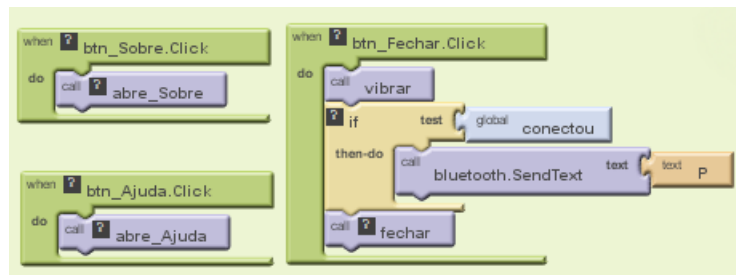 when ? btn_Sobre.Click
do call ? abre_Sobre
when ? btn_Ajuda.Click
do call ? abre_Ajuda
when ? btn_Fechar.Click
do call vibrar
? if test global conectou
then-do call bluetooth.SendText text text P
call ? fechar